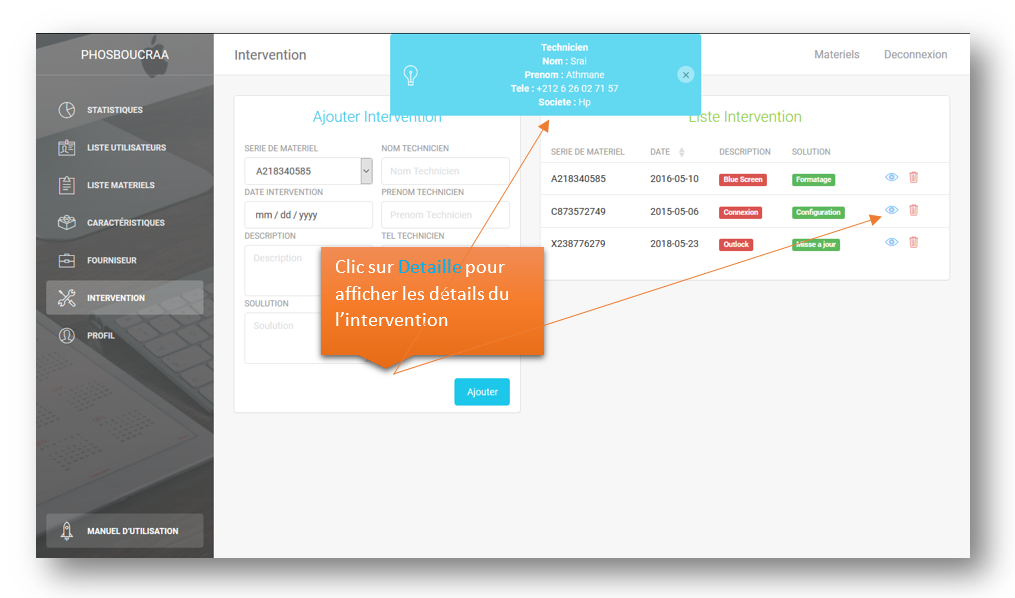 PHOSBOUCRAA
STATISTIQUES
LISTE UTILISATEURS
LISTE MATERIELS
CARACTÉRISTIQUES
FOURNISEUR
INTERVENTION
PROFIL
MANUEL D'UTILISATION
Intervention
Materiels Deconnexion
Technicien
Nom : Srai
Prenom : Athmane
Tele : +212 6 26 02 71 57
Societe : Hp
Ajouter Intervention
SERIE DE MATERIEL NOM TECHNICIEN
A218340585 Nom Technicien
DATE INTERVENTION PRENOM TECHNICIEN
mm / dd / yyyy Prenom Technicien
DESCRIPTION TEL TECHNICIEN
Description
SOULUTION
Soulution
Ajouter
Clic sur Detaille pour
afficher les détails du
l'intervention
Liste Intervention
SERIE DE MATERIEL DATE DESCRIPTION SOLUTION
A218340585 2016-05-10 Blue Screen Formatage
C873572749 2015-05-06 Connexion Configuration
X238776279 2018-05-23 Outlock Misse a jour